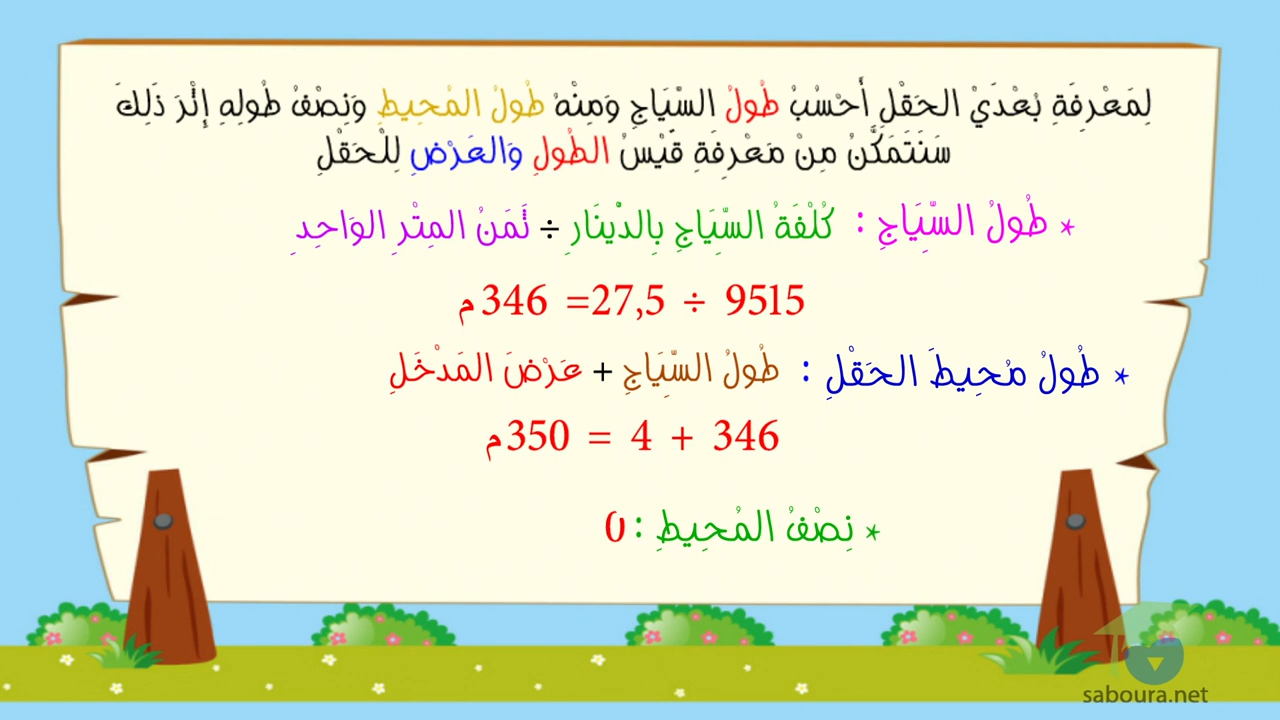 لِمَعْرِفَةِ بُعْدَيْ الحَقْلِ أَحْسُبُ طُولُ السّيَاجِ وَمِنْهُ طُولُ المُحيطِ وَنِصْفُ طُولِهِ إِثْرَ ذَلِكَ
سَنَتَمَكَّنُ مِنْ مَعْرِفَةِ قَيْسُ الطُولِ وَالعَرْضِ لِلْحَقْلِ
* طُولُ السِّيَاجِ : كُلْفَةُ السِّيَاجِ بِالدّينَارِ ÷ ثَمَنُ المِتْرِ الوَاحِدِ
9515 ÷ 27,5= 346م
* طُولُ مُحِيطَ الحَقْلِ : طُولُ السِّيَاجِ + عَرْضَ المَدْخَلِ
346 + 4 = 350م
* نِصْفُ المُحِيطِ : 0
saboura.net